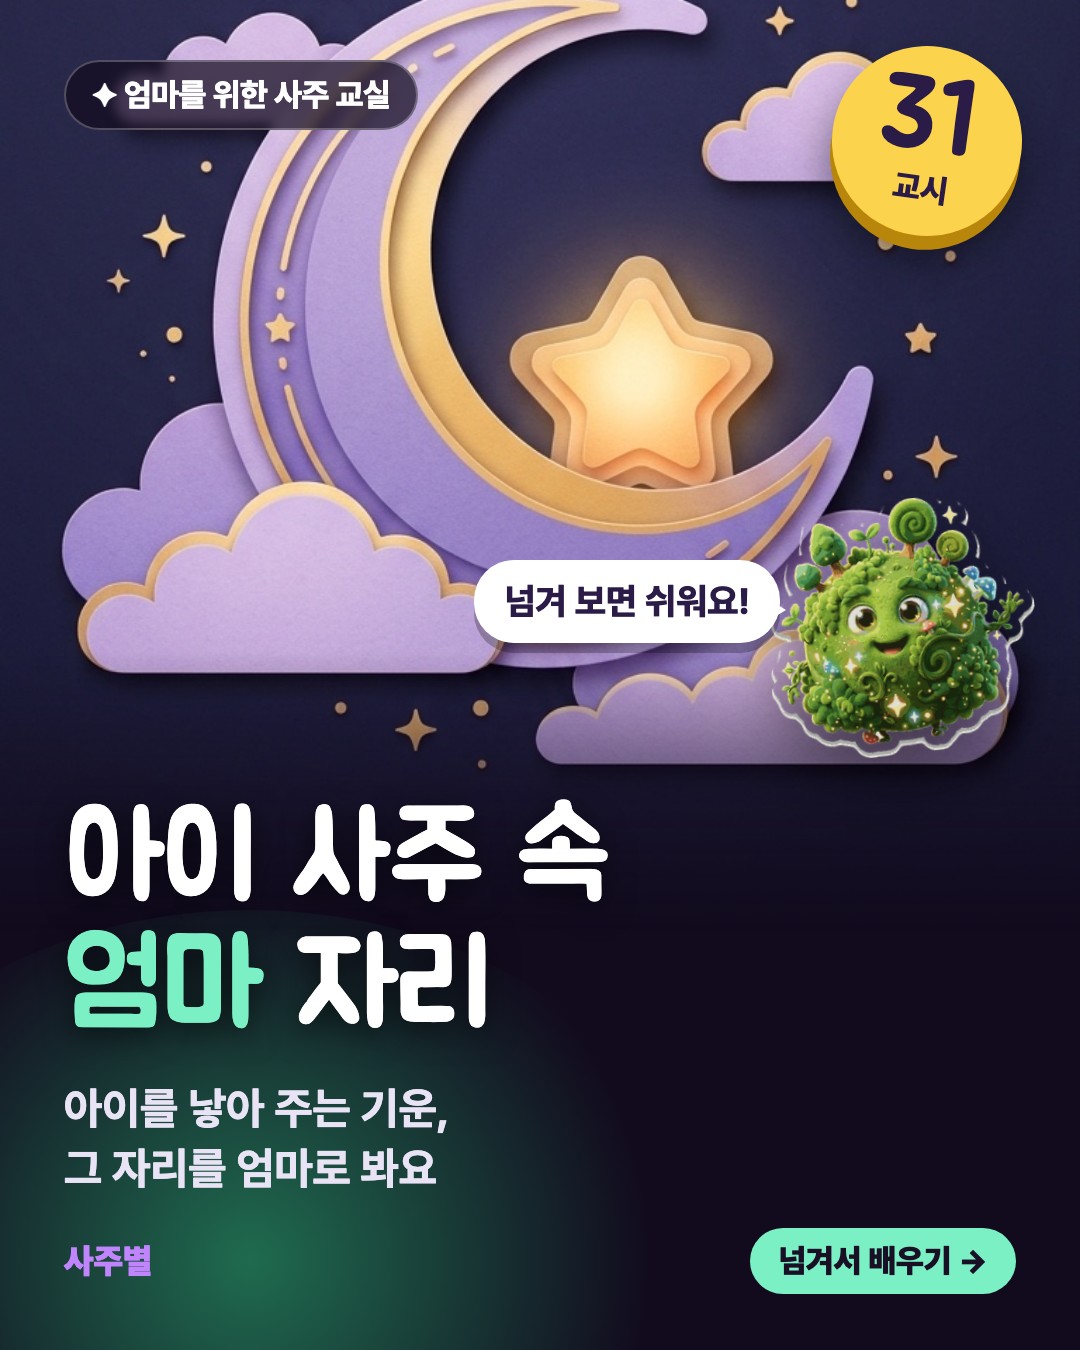 ✦ 엄마를 위한 사주 교실
31
교시
넘겨 보면 쉬워요!
아이 사주 속
엄마 자리
아이를 낳아 주는 기운,
그 자리를 엄마로 봐요
사주별
넘겨서 배우기 →